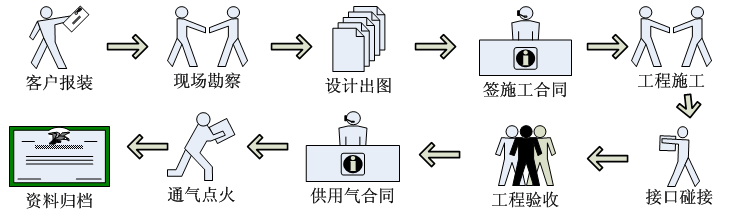 客户报装
现场勘察
设计出图
签施工合同
工程施工
接口碰接
工程验收
供用气合同
通气点火
资料归档